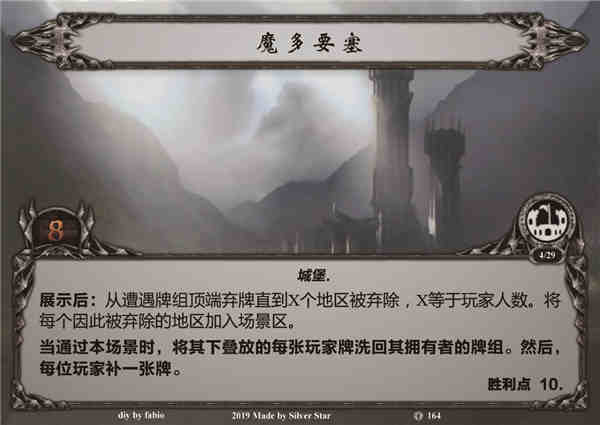 魔多要塞
8
4/29
城堡.
展示后：从遭遇牌组顶端弃牌直到X个地区被弃除，X等于玩家人数。将
每个因此被弃除的地区加入场景区。
当通过本场景时，将其下叠放的每张玩家牌洗回其拥有者的牌组。然后，
每位玩家补一张牌。
胜利点 10.
diy by fabio
2019 Made by Silver Star
164